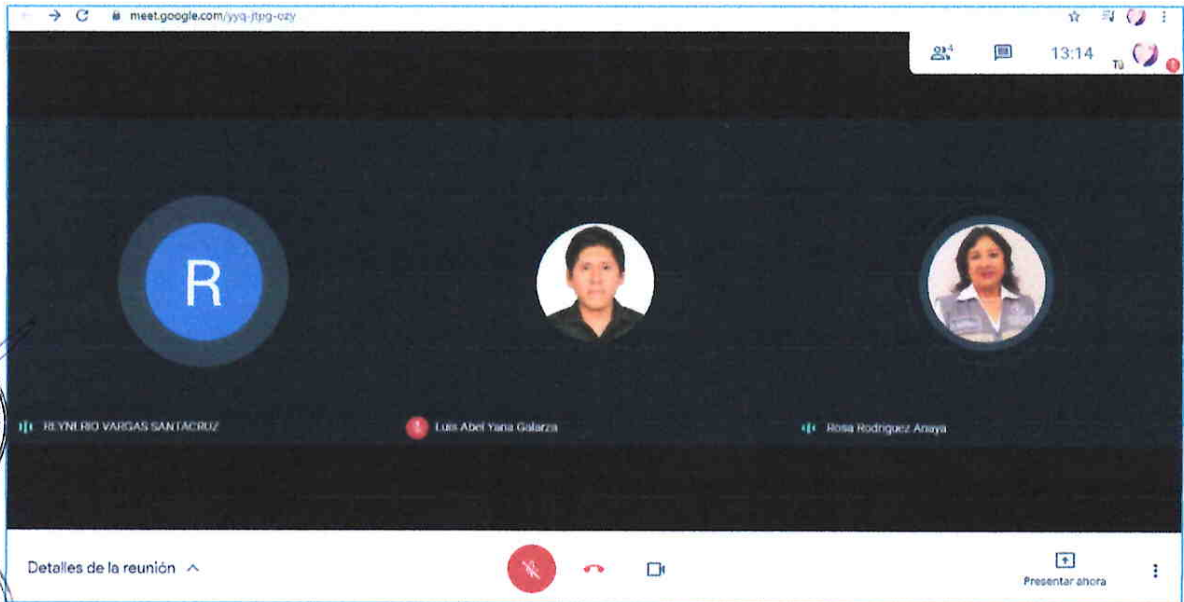 meet.google.com/yyq-jtpg-ozy
4
13:14
Tú
R
REYNERIO VARGAS SANTACRUZ
Luis Abel Yana Galarza
Rosa Rodriguez Anaya
Detalles de la reunión
Presentar ahora